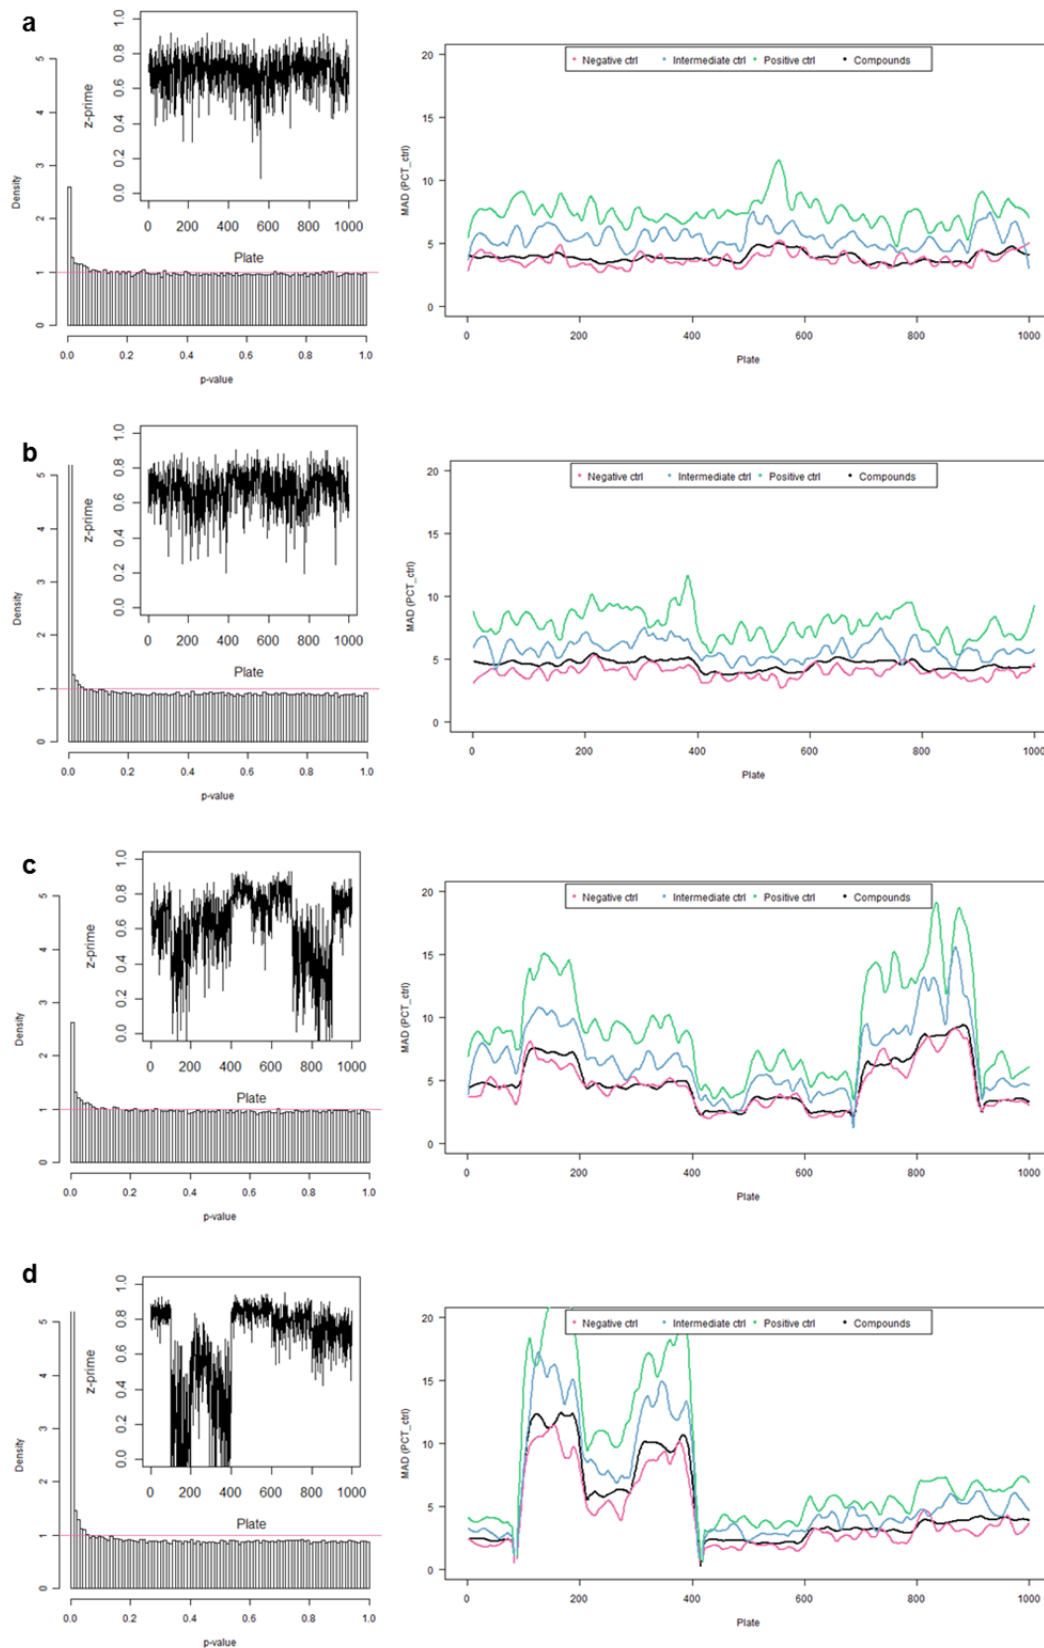 a
1.0
0.8
0.6
0.4
0.2
0.0
z-prime
0 200 400 600 800 1000
Plate
5
4
3
2
1
0
Density
0.0 0.2 0.4 0.6 0.8 1.0
p-value
Negative ctrl Intermediate ctrl Positive ctrl Compounds
20
15
10
5
0
MAD (PCT_ctrl)
0 200 400 600 800 1000
Plate
b
1.0
0.8
0.6
0.4
0.2
0.0
z-prime
0 200 400 600 800 1000
Plate
5
4
3
2
1
0
Density
0.0 0.2 0.4 0.6 0.8 1.0
p-value
Negative ctrl Intermediate ctrl Positive ctrl Compounds
20
15
10
5
0
MAD (PCT_ctrl)
0 200 400 600 800 1000
Plate
c
1.0
0.8
0.6
0.4
0.2
0.0
z-prime
0 200 400 600 800 1000
Plate
5
4
3
2
1
0
Density
0.0 0.2 0.4 0.6 0.8 1.0
p-value
Negative ctrl Intermediate ctrl Positive ctrl Compounds
20
15
10
5
0
MAD (PCT_ctrl)
0 200 400 600 800 1000
Plate
d
1.0
0.8
0.6
0.4
0.2
0.0
z-prime
0 200 400 600 800 1000
Plate
5
4
3
2
1
0
Density
0.0 0.2 0.4 0.6 0.8 1.0
p-value
Negative ctrl Intermediate ctrl Positive ctrl Compounds
20
15
10
5
0
MAD (PCT_ctrl)
0 200 400 600 800 1000
Plate